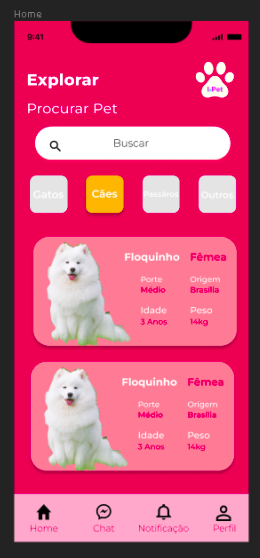 Home
9:41
Explorar
I-Pet
Procurar Pet
Buscar
Gatos Cães Pássaros Outros
Floquinho Fêmea
Porte Origem
Médio Brasília
Idade Peso
3 Anos 14kg
Floquinho Fêmea
Porte Origem
Médio Brasília
Idade Peso
3 Anos 14kg
Home Chat Notificação Perfil